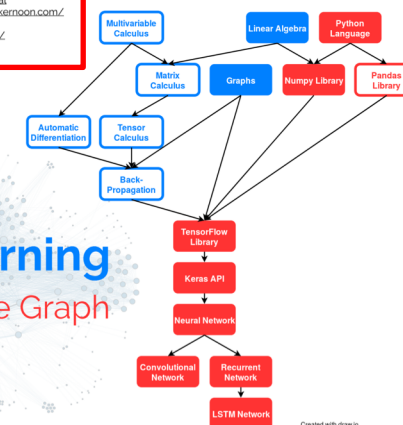 kernoon.com/
Multivariable
Calculus
Linear Algebra
Python
Language
Matrix
Calculus
Graphs
Numpy Library
Pandas
Library
Automatic
Differentiation
Tensor
Calculus
Back-
Propagation
TensorFlow
Library
rning
Keras API
e Graph
Neural Network
Convolutional
Network
Recurrent
Network
LSTM Network
Created with draw.io